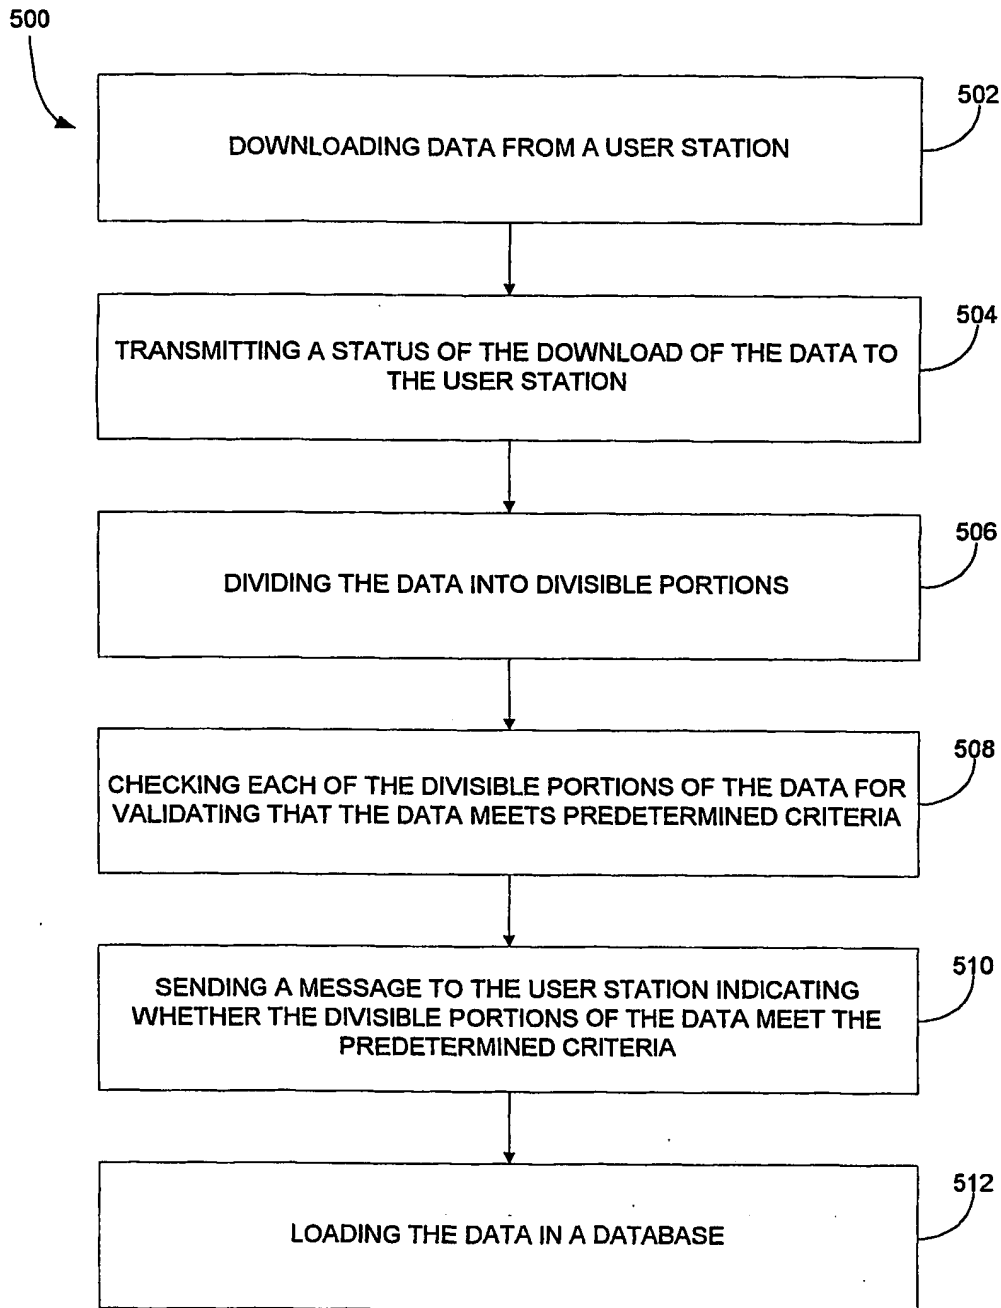 500
502
DOWNLOADING DATA FROM A USER STATION
504
TRANSMITTING A STATUS OF THE DOWNLOAD OF THE DATA TO
THE USER STATION
506
DIVIDING THE DATA INTO DIVISIBLE PORTIONS
508
CHECKING EACH OF THE DIVISIBLE PORTIONS OF THE DATA FOR
VALIDATING THAT THE DATA MEETS PREDETERMINED CRITERIA
510
SENDING A MESSAGE TO THE USER STATION INDICATING
WHETHER THE DIVISIBLE PORTIONS OF THE DATA MEET THE
PREDETERMINED CRITERIA
512
LOADING THE DATA IN A DATABASE